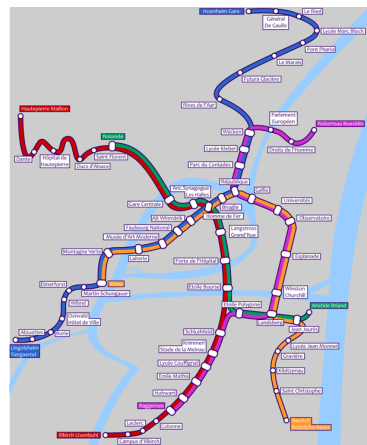 Hoenheim Gare
Le Ried
Général
De Gaulle
Lycée Marc Bloch
Pont Phario
Le Marais
Futura Glacière
Rives de l'Aar
Parlement
Européen
Wacken
Robertsau Boecklin
Droits de l'Homme
Lycée Kleber
Parc du Contades
République
Hautepierre Maillon
Dante
Hôpital de
Hautepierre
Ducs d'Alsace
Saint Florent
Rotonde
Gare Centrale
Anc. Synagogue
Les Halles
Broglie
Homme de Fer
Gallia
Universités
Observatoire
Esplanade
Winston
Churchill
Alt Winmärik
Faubourg National
Musée d'Art Moderne
Laiterie
Montagne Verte
Langstross
Grand'Rue
Porte de l'Hôpital
Etoile Bourse
Etoile Polygone
Landsberg
Aristide Briand
Jean Jaurès
Elmerforst
Martin Schongauer
Wihrel
Ostwald
Hôtel de Ville
Alouettes
Borie
Lingolsheim
Tiergaertel
Schluthfeld
Krimmeri
Stade de la Meinau
Lycée Couffignal
Emile Mathis
Hohwart
Baggersee
Colonne
Leclerc
Campus d'Illkirch
Illkirch Lixenbuhl
Lycée Jean Monnet
Gravière
Kibitzenau
Saint Christophe